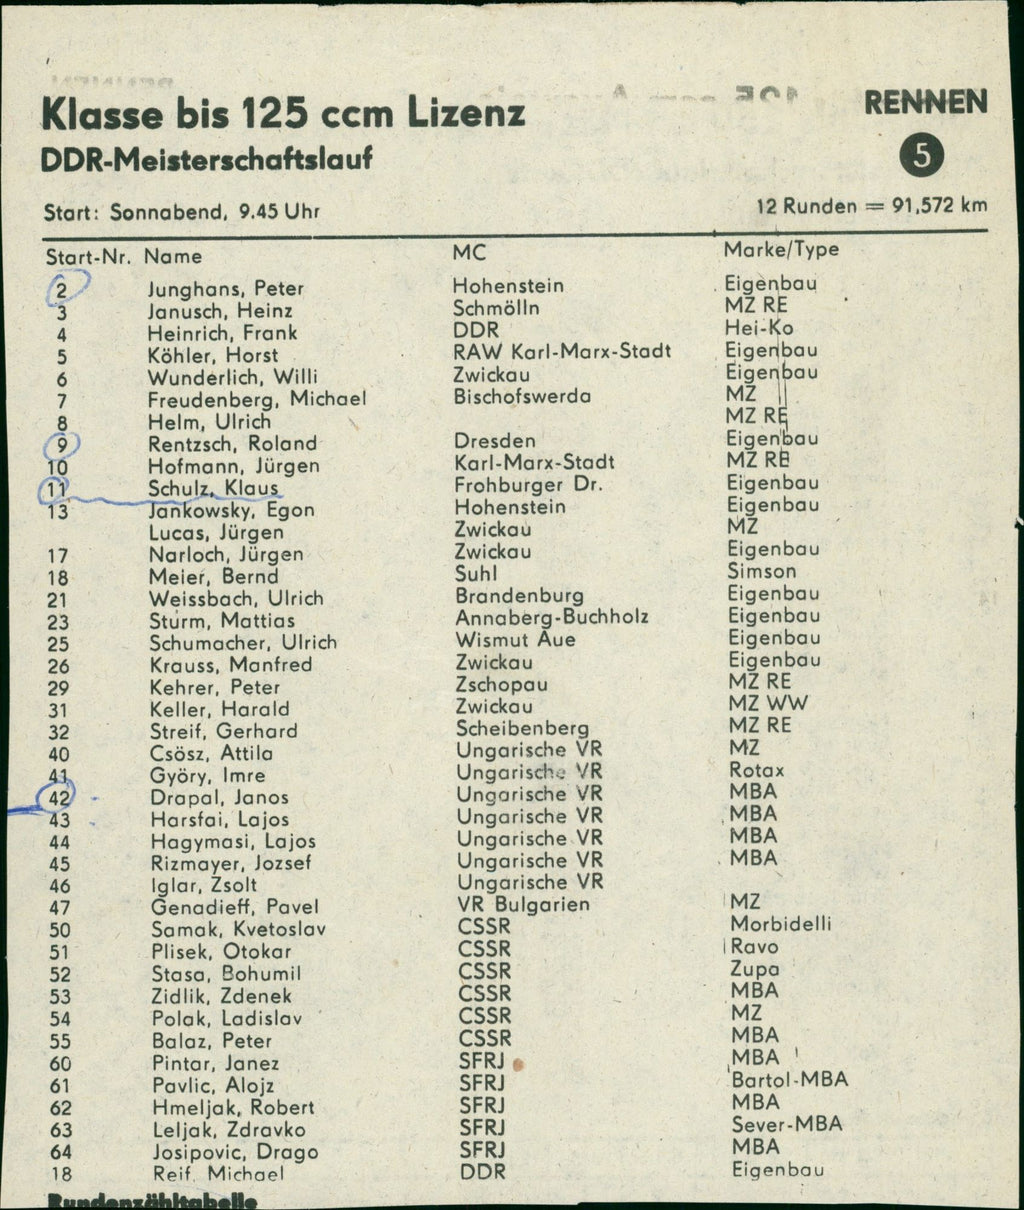 Klasse bis 125 ccm Lizenz RENNEN
DDR-Meisterschaftslauf 5
Start: Sonnabend, 9.45 Uhr 12 Runden = 91,572 km
Start-Nr. Name MC Marke/Type
2 Junghans, Peter Hohenstein Eigenbau
3 Janusch, Heinz Schmölln MZ RE
4 Heinrich, Frank DDR Hei-Ko
5 Köhler, Horst RAW Karl-Marx-Stadt Eigenbau
6 Wunderlich, Willi Zwickau Eigenbau
7 Freudenberg, Michael Bischofswerda MZ
8 Helm, Ulrich MZ RE
9 Rentzsch, Roland Dresden Eigenbau
10 Hofmann, Jürgen Karl-Marx-Stadt MZ RE
11 Schulz, Klaus Frohburger Dr. Eigenbau
13 Jankowsky, Egon Hohenstein Eigenbau
Lucas, Jürgen Zwickau MZ
17 Narloch, Jürgen Zwickau Eigenbau
18 Meier, Bernd Suhl Simson
21 Weissbach, Ulrich Brandenburg Eigenbau
23 Sturm, Mattias Annaberg-Buchholz Eigenbau
25 Schumacher, Ulrich Wismut Aue Eigenbau
26 Krauss, Manfred Zwickau Eigenbau
29 Kehrer, Peter Zschopau MZ RE
31 Keller, Harald Zwickau MZ WW
32 Streif, Gerhard Scheibenberg MZ RE
40 Csösz, Attila Ungarische VR MZ
41 Györy, Imre Ungarische VR Rotax
42 Drapal, Janos Ungarische VR MBA
43 Harsfai, Lajos Ungarische VR MBA
44 Hagymasi, Lajos Ungarische VR MBA
45 Rizmayer, Jozsef Ungarische VR MBA
46 Iglar, Zsolt Ungarische VR
47 Genadieff, Pavel VR Bulgarien MZ
50 Samak, Kvetoslav CSSR Morbidelli
51 Plisek, Otokar CSSR Ravo
52 Stasa, Bohumil CSSR Zupa
53 Zidlik, Zdenek CSSR MBA
54 Polak, Ladislav CSSR MZ
55 Balaz, Peter CSSR MBA
60 Pintar, Janez SFRJ MBA
61 Pavlic, Alojz SFRJ Bartol-MBA
62 Hmeljak, Robert SFRJ MBA
63 Leljak, Zdravko SFRJ Sever-MBA
64 Josipovic, Drago SFRJ MBA
18 Reif, Michael DDR Eigenbau
Rundenzähltabelle